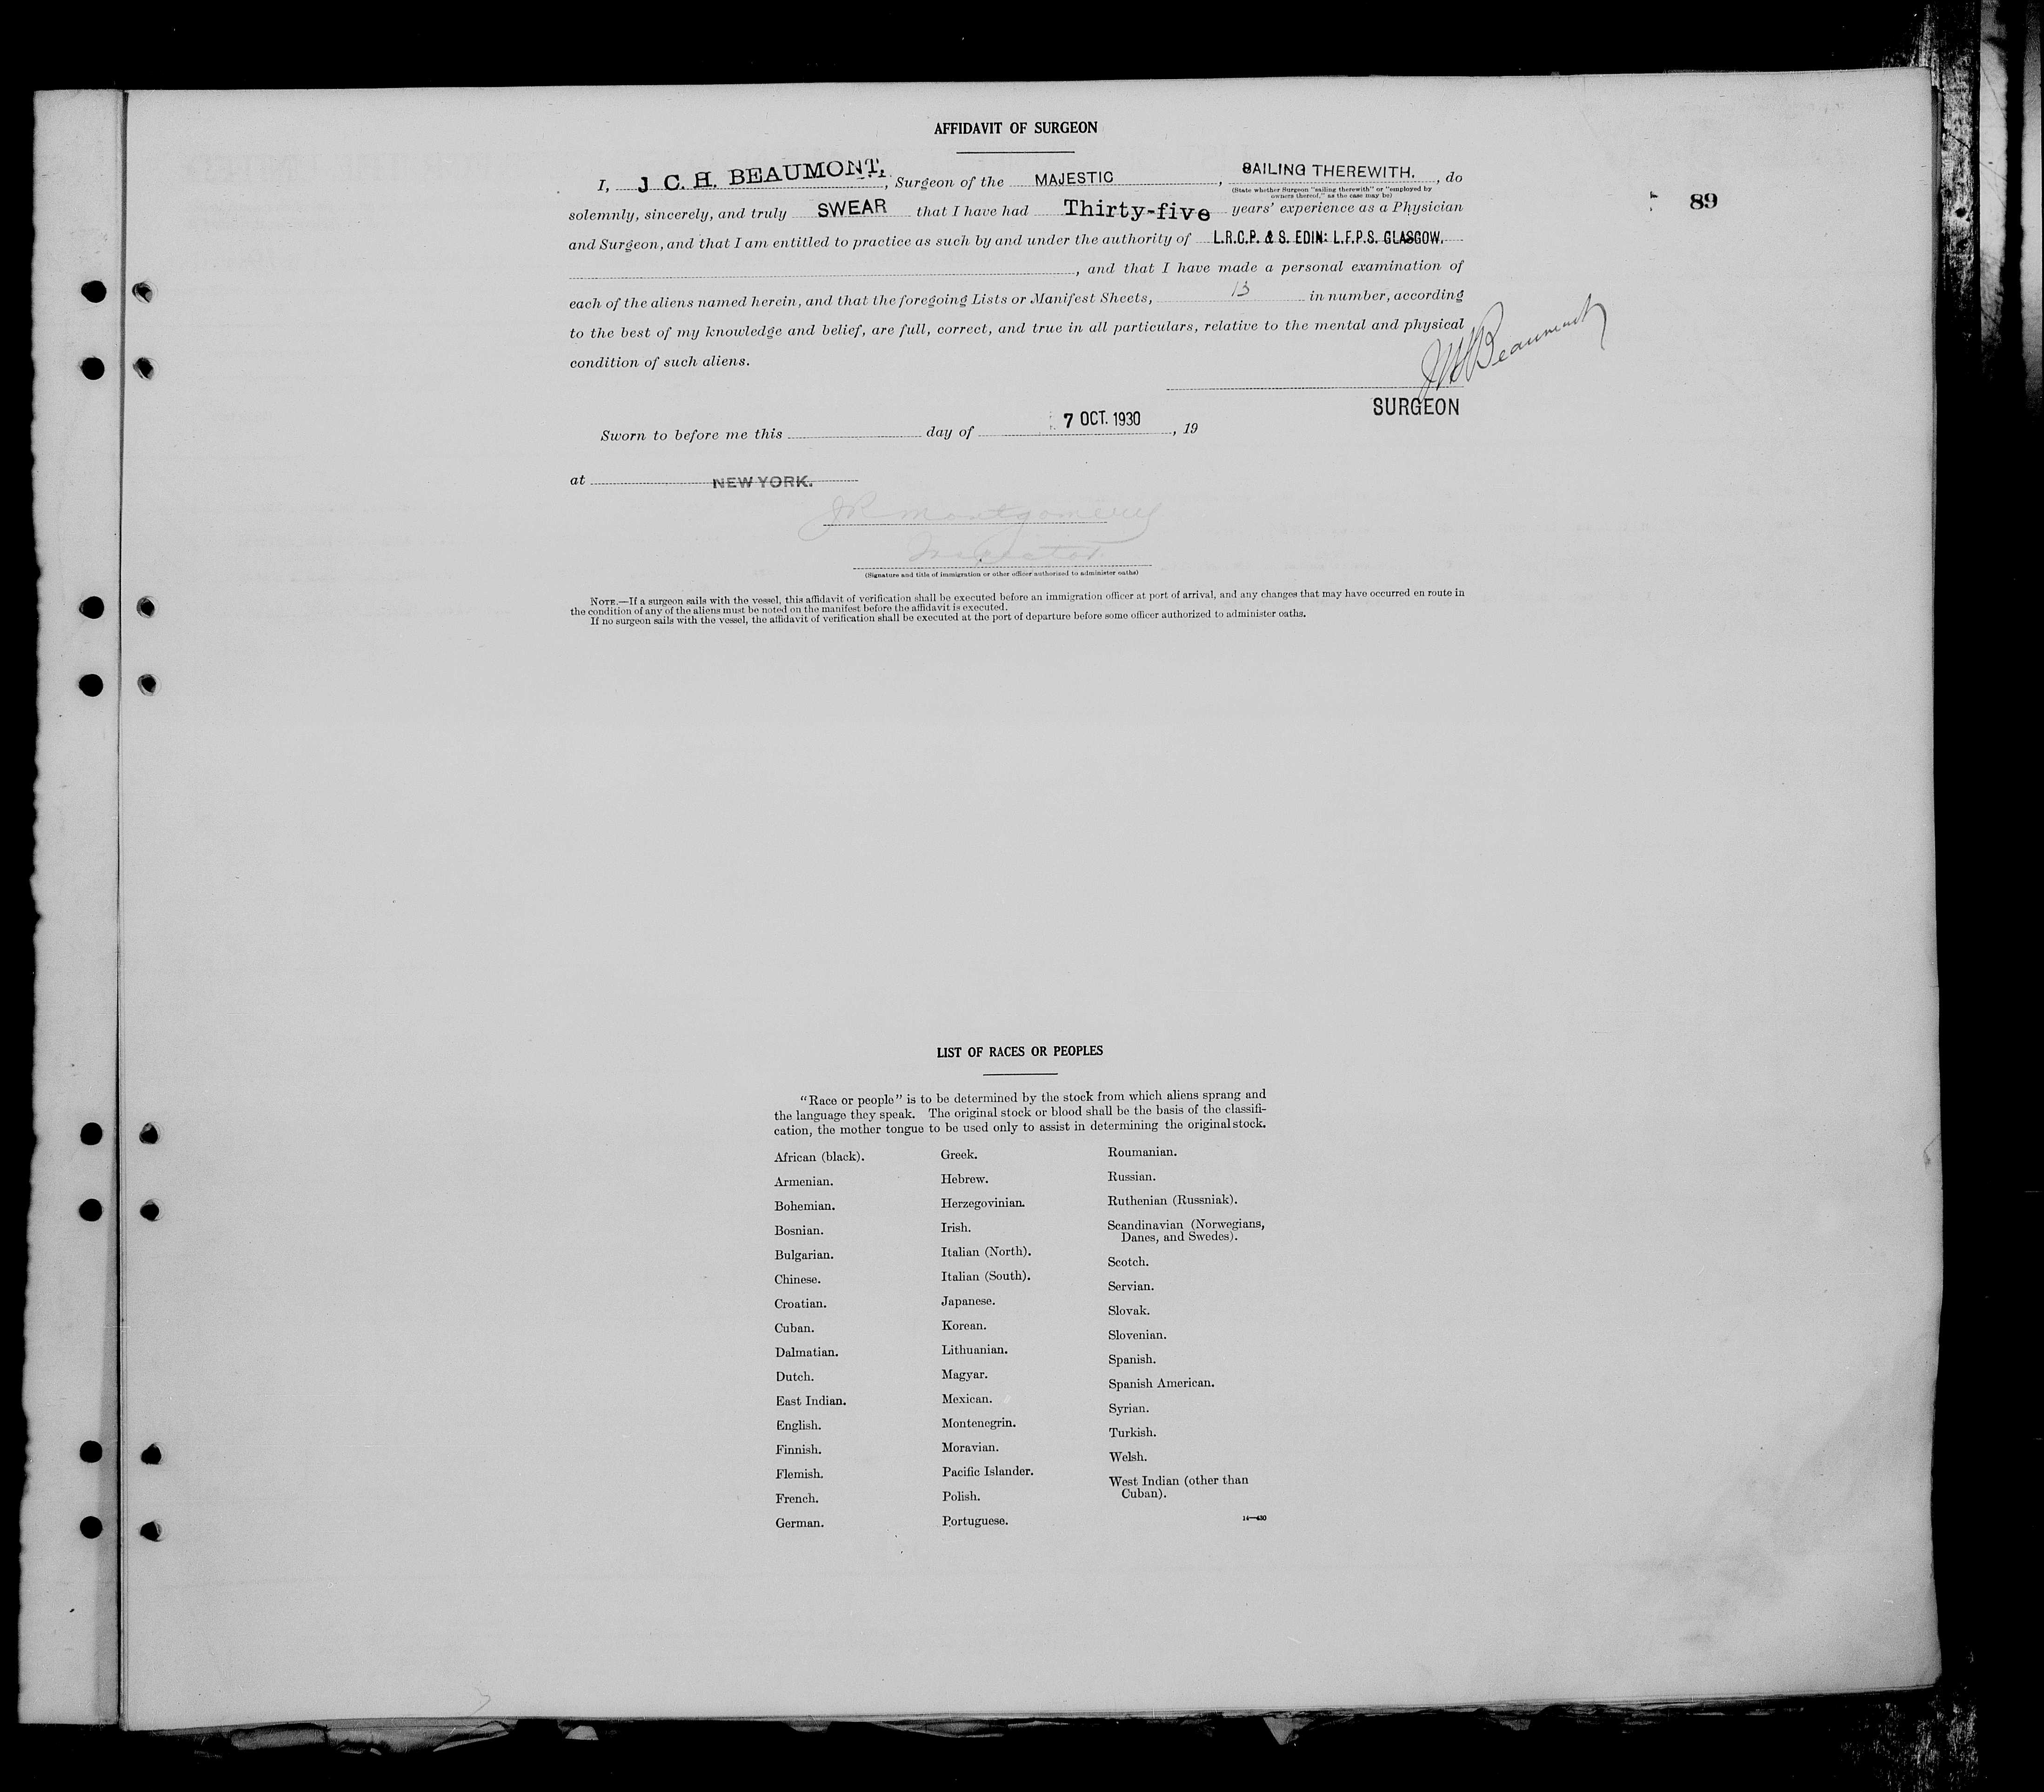 AFFIDAVIT OF SURGEON
89
I, J. C. H. BEAUMONT, Surgeon of the MAJESTIC, SAILING THEREWITH., do
(State whether Surgeon "sailing therewith" or "employed by
owners thereof," as the case may be)
solemnly, sincerely, and truly SWEAR that I have had Thirty-five years' experience as a Physician
and Surgeon, and that I am entitled to practice as such by and under the authority of L.R.C.P. & S. EDIN: L.F.P.S. GLASGOW.
, and that I have made a personal examination of
each of the aliens named herein, and that the foregoing Lists or Manifest Sheets, 13 in number, according
to the best of my knowledge and belief, are full, correct, and true in all particulars, relative to the mental and physical
condition of such aliens.
JCHBeaumont
SURGEON
Sworn to before me this day of 7 OCT. 1930, 19
at NEW YORK.
JR Montgomery
Inspector
(Signature and title of immigration or other officer authorized to administer oaths)
NOTE.—If a surgeon sails with the vessel, this affidavit of verification shall be executed before an immigration officer at port of arrival, and any changes that may have occurred en route in
the condition of any of the aliens must be noted on the manifest before the affidavit is executed.
If no surgeon sails with the vessel, the affidavit of verification shall be executed at the port of departure before some officer authorized to administer oaths.
LIST OF RACES OR PEOPLES
"Race or people" is to be determined by the stock from which aliens sprang and
the language they speak. The original stock or blood shall be the basis of the classifi-
cation, the mother tongue to be used only to assist in determining the original stock.
African (black).
Armenian.
Bohemian.
Bosnian.
Bulgarian.
Chinese.
Croatian.
Cuban.
Dalmatian.
Dutch.
East Indian.
English.
Finnish.
Flemish.
French.
German.
Greek.
Hebrew.
Herzegovinian.
Irish.
Italian (North).
Italian (South).
Japanese.
Korean.
Lithuanian.
Magyar.
Mexican.
Montenegrin.
Moravian.
Pacific Islander.
Polish.
Portuguese.
Roumanian.
Russian.
Ruthenian (Russniak).
Scandinavian (Norwegians,
Danes, and Swedes).
Scotch.
Servian.
Slovak.
Slovenian.
Spanish.
Spanish American.
Syrian.
Turkish.
Welsh.
West Indian (other than
Cuban).
14—430